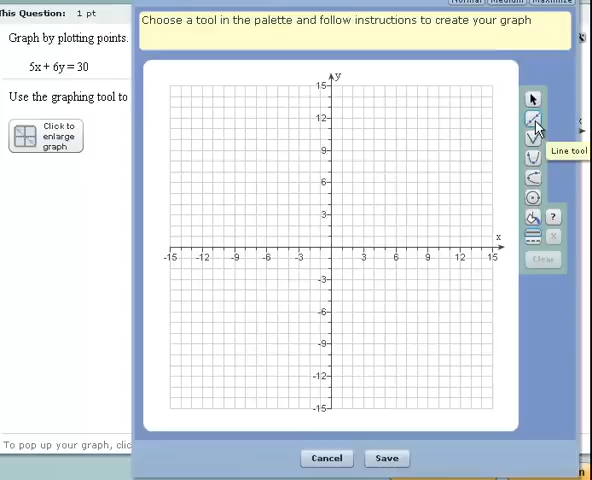 This Question: 1 pt
Graph by plotting points.
5x + 6y = 30
Use the graphing tool to
Click to
enlarge
graph
To pop up your graph, clic
Normal Medium Maximize
Choose a tool in the palette and follow instructions to create your graph
y
15
12
9
6
3
x
-15 -12 -9 -6 -3 3 6 9 12 15
-3
-6
-9
-12
-15
Line tool
?
x
Clear
Cancel
Save